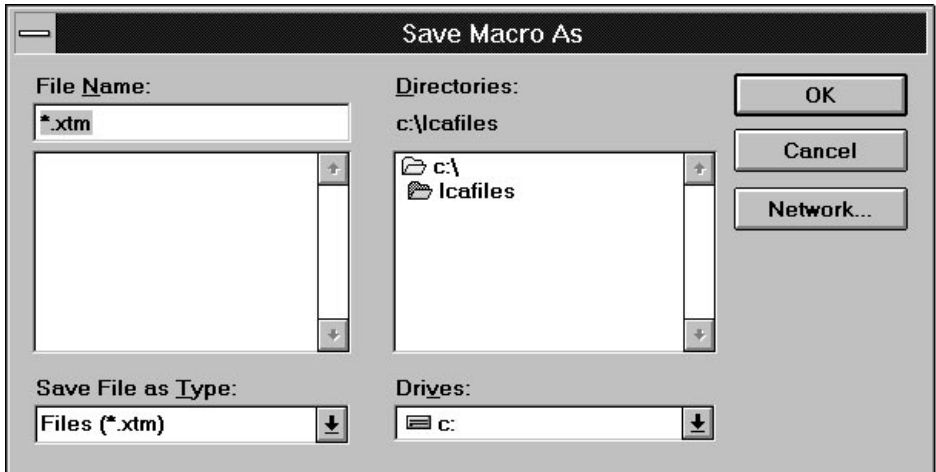 Save Macro As
File Name:
*.xtm
Directories:
c:\lcafiles
c:\
lcafiles
OK
Cancel
Network...
Save File as Type:
Files (*.xtm)
Drives:
c: